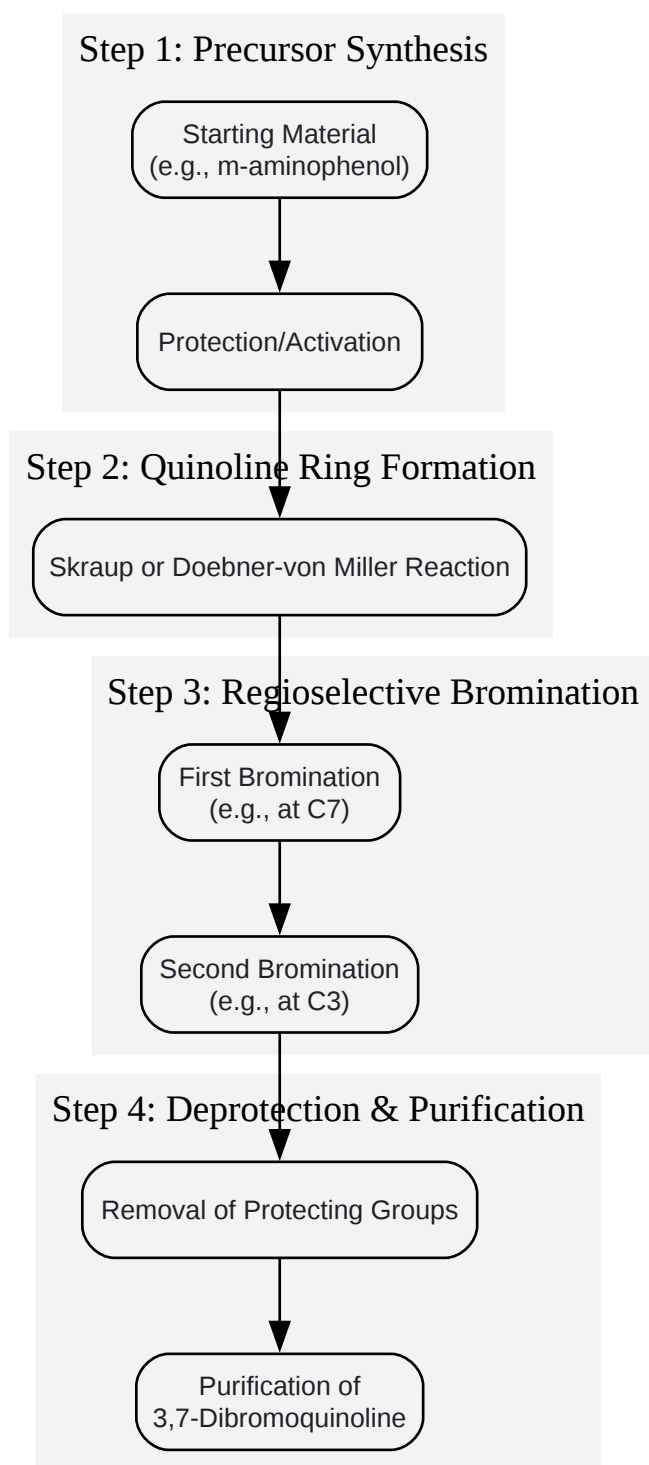 Step 1: Precursor Synthesis
Starting Material
(e.g., m-aminophenol)
Protection/Activation
Step 2: Quinoline Ring Formation
Skraup or Doebner-von Miller Reaction
Step 3: Regioselective Bromination
First Bromination
(e.g., at C7)
Second Bromination
(e.g., at C3)
Step 4: Deprotection & Purification
Removal of Protecting Groups
Purification of
3,7-Dibromoquinoline